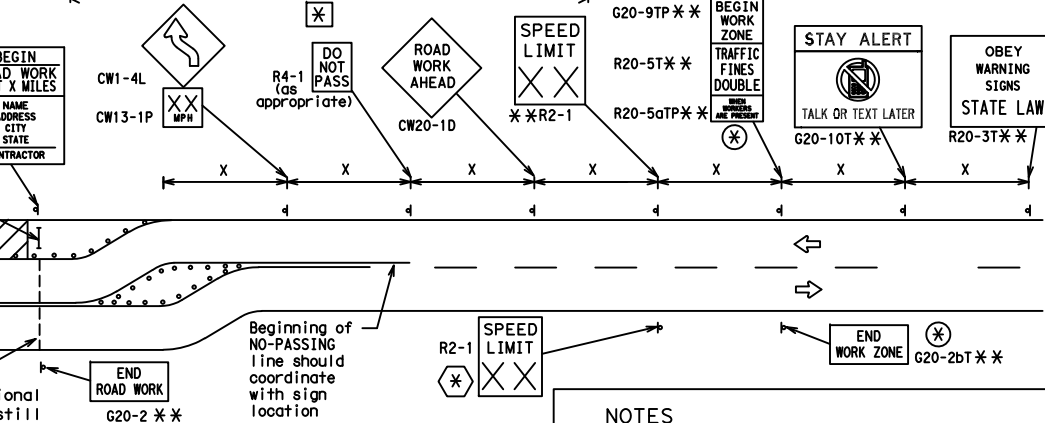 BEGIN
T X MILES
NAME
ADDRESS
CITY
STATE
CW1-4L
XX
MPH
CW13-1P
*
R4-1
(as
appropriate)
DO
NOT
PASS
ROAD
WORK
AHEAD
CW20-1D
SPEED
LIMIT
XX
**R2-1
G20-9TP**
R20-5T**
R20-5aTP**
BEGIN
WORK
ZONE
TRAFFIC
FINES
DOUBLE
WHEN
WORKERS
ARE PRESENT
*
STAY ALERT
TALK OR TEXT LATER
G20-10T**
OBEY
WARNING
SIGNS
STATE LAW
R20-3T**
X
X
X
X
X
X
X
Beginning of
NO-PASSING
line should
coordinate
with sign
location
R2-1
*
SPEED
LIMIT
XX
END
WORK ZONE
*
G20-2bT**
END
ROAD WORK
G20-2 **
ional
still
NOTES